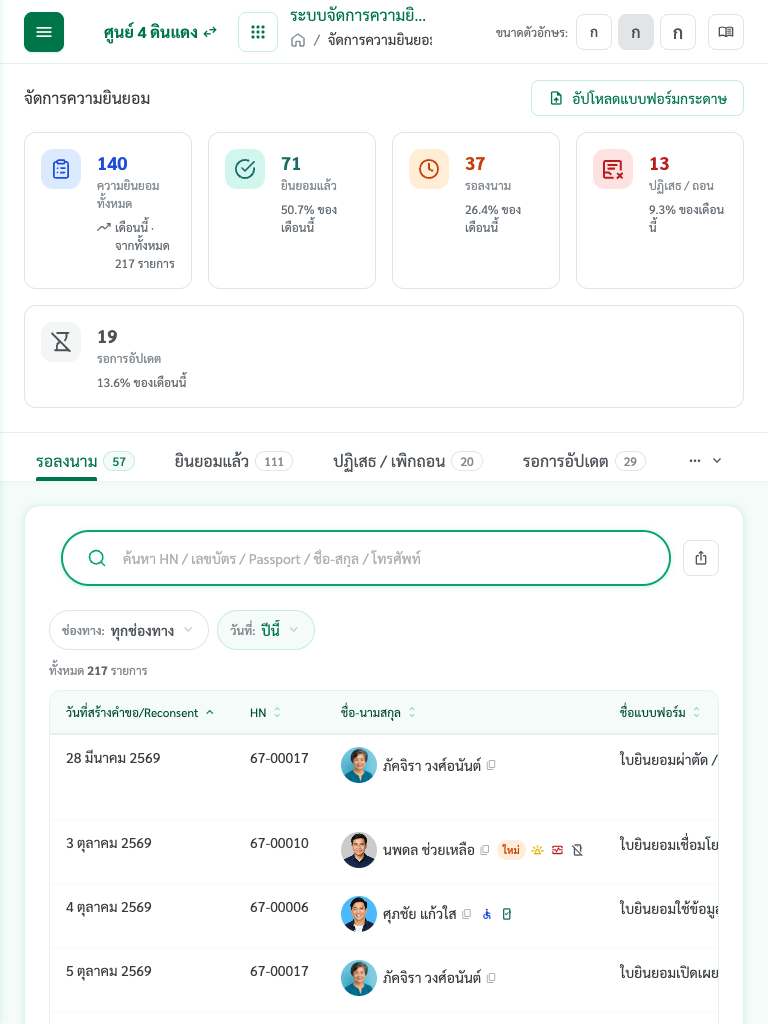 ศูนย์ 4 ดินแดง
ระบบจัดการความยิ...
/ จัดการความยินยอ
ขนาดตัวอักษร: ก ก ก
จัดการความยินยอม
อัปโหลดแบบฟอร์มกระดาษ
140
ความยินยอม
ทั้งหมด
เดือนนี้ ·
จากทั้งหมด
217 รายการ
71
ยินยอมแล้ว
50.7% ของ
เดือนนี้
37
รอลงนาม
26.4% ของ
เดือนนี้
13
ปฏิเสธ / ถอน
9.3% ของเดือน
นี้
19
รอการอัปเดต
13.6% ของเดือนนี้
รอลงนาม 57 ยินยอมแล้ว 111 ปฏิเสธ / เพิกถอน 20 รอการอัปเดต 29 ...
ค้นหา HN / เลขบัตร / Passport / ชื่อ-สกุล / โทรศัพท์
ช่องทาง: ทุกช่องทาง วันที่: ปีนี้
ทั้งหมด 217 รายการ
วันที่สร้างคำขอ/Reconsent HN ชื่อ-นามสกุล ชื่อแบบฟอร์ม
28 มีนาคม 2569 67-00017 ภัคจิรา วงศ์อนันต์ ใบยินยอมผ่าตัด /
3 ตุลาคม 2569 67-00010 นพดล ช่วยเหลือ ใหม่ ใบยินยอมเชื่อมโย
4 ตุลาคม 2569 67-00006 ศุภชัย แก้วใส ใบยินยอมใช้ข้อมูล
5 ตุลาคม 2569 67-00017 ภัคจิรา วงศ์อนันต์ ใบยินยอมเปิดเผย